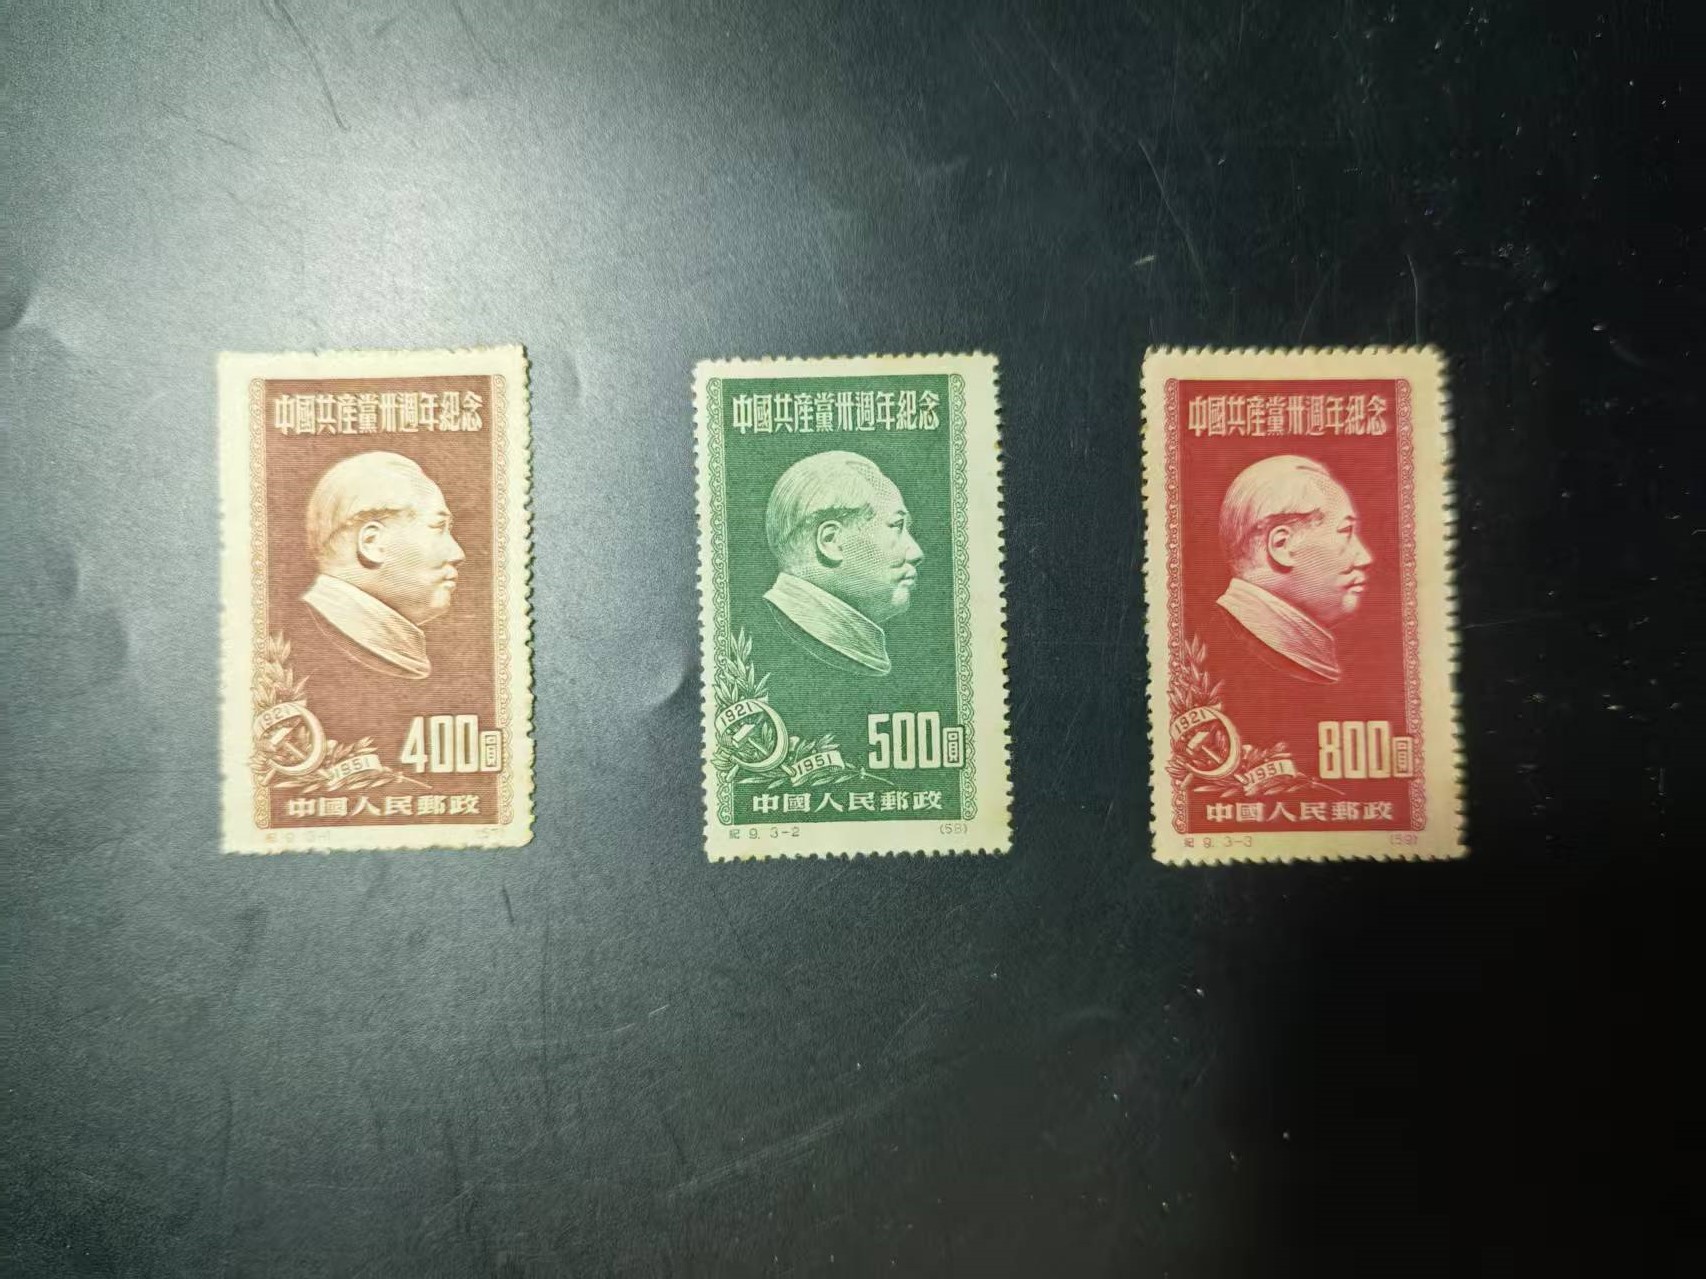 中國共産黨卅週年紀念
1921
1951
400圓
中國人民郵政
紀 9. 3-1 (57)
中國共産黨卅週年紀念
1921
1951
500圓
中國人民郵政
紀 9. 3-2 (58)
中國共産黨卅週年紀念
1921
1951
800圓
中國人民郵政
紀 9. 3-3 (59)